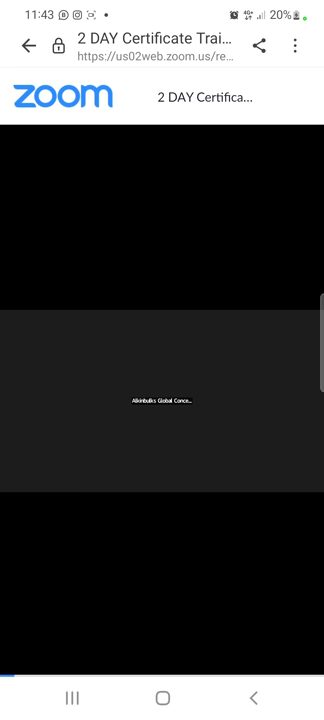 11:43
20%
2 DAY Certificate Trai...
https://us02web.zoom.us/re...
zoom
2 DAY Certifica...
Alkinbulks Global Conce...